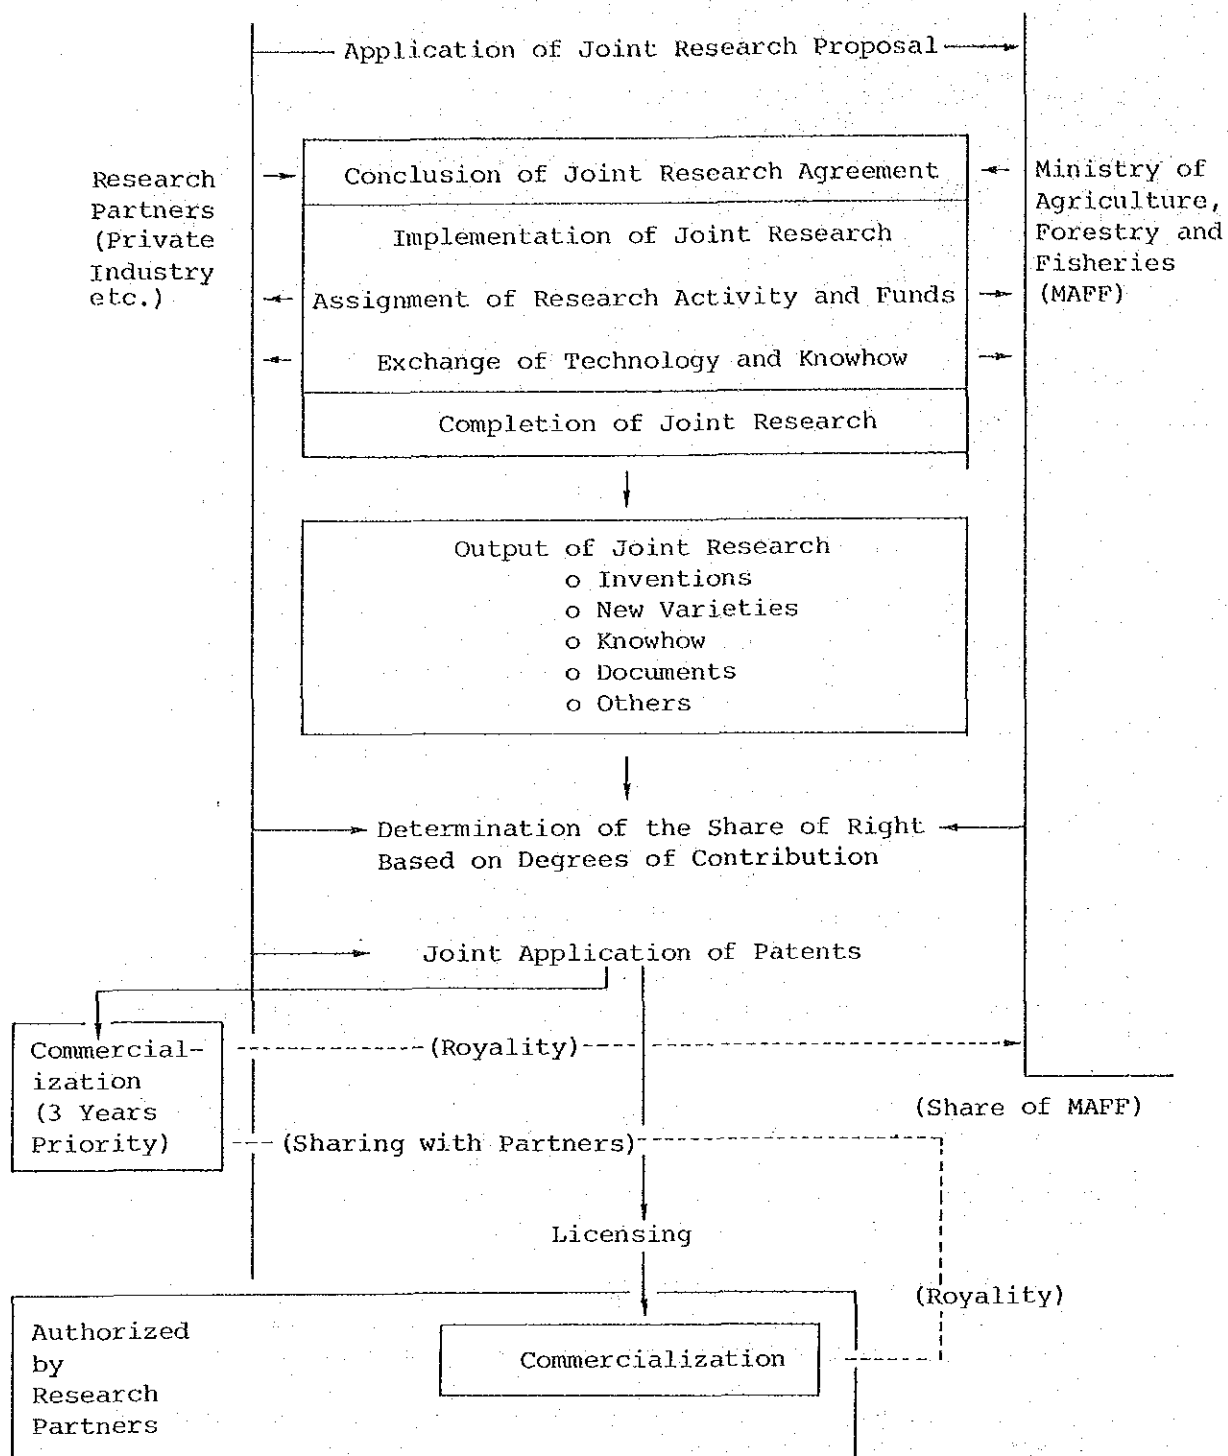 Application of Joint Research Proposal
Research
Partners
(Private
Industry
etc.)
Conclusion of Joint Research Agreement
Implementation of Joint Research
Assignment of Research Activity and Funds
Exchange of Technology and Knowhow
Completion of Joint Research
Ministry of
Agriculture,
Forestry and
Fisheries
(MAFF)
Output of Joint Research
o Inventions
o New Varieties
o Knowhow
o Documents
o Others
Determination of the Share of Right
Based on Degrees of Contribution
Joint Application of Patents
Commercial-
ization
(3 Years
Priority)
(Royality)
(Share of MAFF)
(Sharing with Partners)
Licensing
(Royality)
Authorized
by
Research
Partners
Commercialization